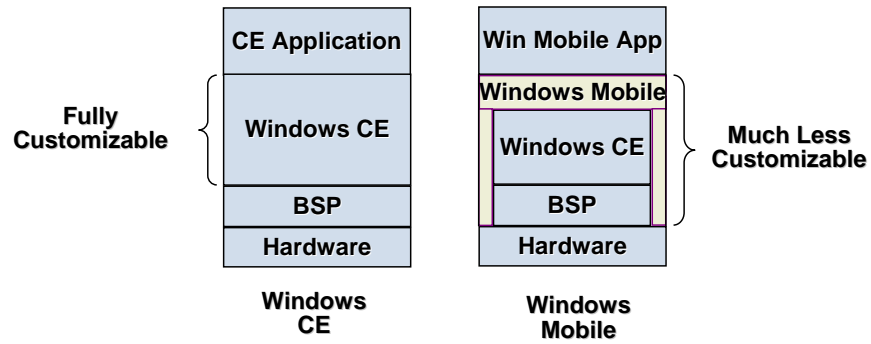 CE Application
Windows CE
BSP
Hardware
Fully
Customizable
Windows
CE
Win Mobile App
Windows Mobile
Windows CE
BSP
Hardware
Much Less
Customizable
Windows
Mobile